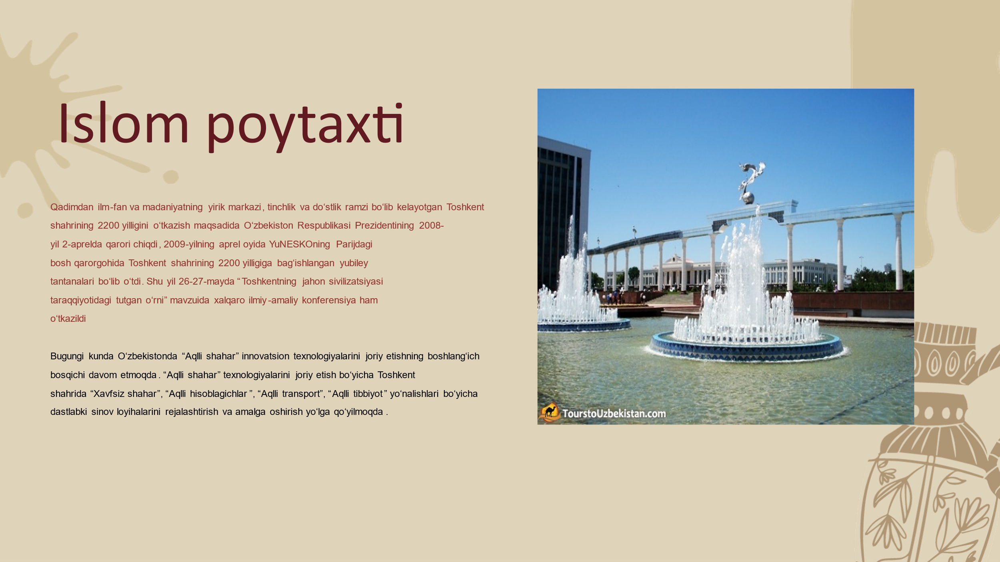 Islom poytaxti
Qadimdan ilm-fan va madaniyatning yirik markazi, tinchlik va do‘stlik ramzi bo‘lib kelayotgan Toshkent
shahrining 2200 yilligini o‘tkazish maqsadida O‘zbekiston Respublikasi Prezidentining 2008-
yil 2-aprelda qarori chiqdi, 2009-yilning aprel oyida YuNESKOning Parijdagi
bosh qarorgohida Toshkent shahrining 2200 yilligiga bag‘ishlangan yubiley
tantanalari bo‘lib o‘tdi. Shu yil 26-27-mayda “Toshkentning jahon sivilizatsiyasi
taraqqiyotidagi tutgan o‘rni” mavzuida xalqaro ilmiy-amaliy konferensiya ham
o‘tkazildi
Bugungi kunda O‘zbekistonda “Aqlli shahar” innovatsion texnologiyalarini joriy etishning boshlang‘ich
bosqichi davom etmoqda. “Aqlli shahar” texnologiyalarini joriy etish bo‘yicha Toshkent
shahrida “Xavfsiz shahar”, “Aqlli hisoblagichlar”, “Aqlli transport”, “Aqlli tibbiyot” yo‘nalishlari bo‘yicha
dastlabki sinov loyihalarini rejalashtirish va amalga oshirish yo‘lga qo‘yilmoqda.
TourstoUzbekistan.com